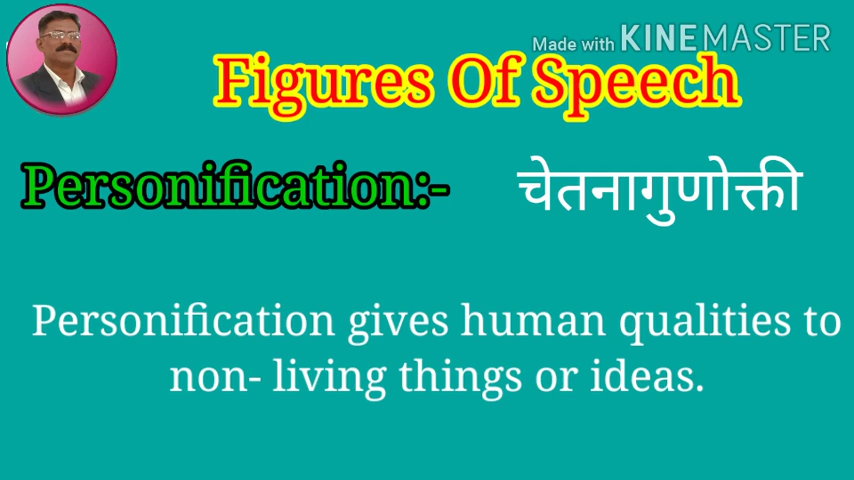 Made with KINEMASTER
Figures Of Speech
Personification:- चेतनागुणोक्ती
Personification gives human qualities to
non- living things or ideas.